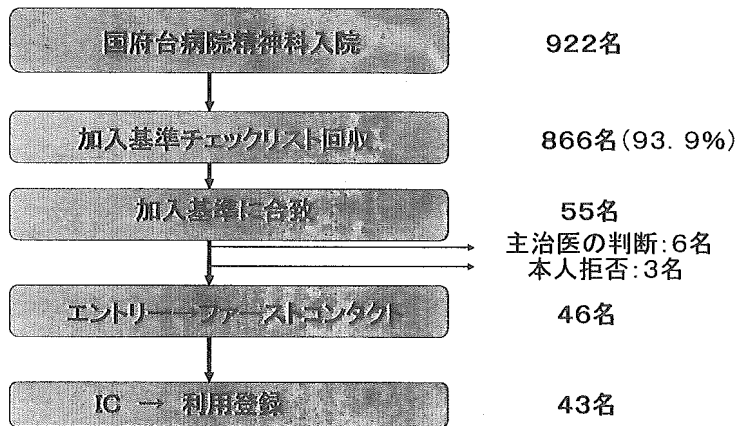 国府台病院精神科入院 922名
加入基準チェックリスト回収 866名(93.9%)
加入基準に合致 55名
主治医の判断:6名
本人拒否:3名
エントリー→ファーストコンタクト 46名
IC → 利用登録 43名